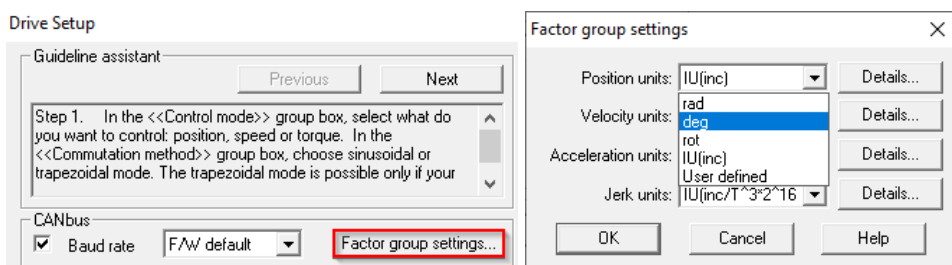 Drive Setup
Guideline assistant
Previous
Next
Step 1. In the <<Control mode>> group box, select what do
you want to control: position, speed or torque. In the
<<Commutation method>> group box, choose sinusoidal or
trapezoidal mode. The trapezoidal mode is possible only if your
CANbus
Baud rate
F/W default
Factor group settings...
Factor group settings
Position units: IU(inc)
Details...
rad
deg
rot
IU(inc)
User defined
Velocity units:
Details...
Acceleration units:
Details...
Jerk units: IU(inc/T^3*2^16
Details...
OK
Cancel
Help